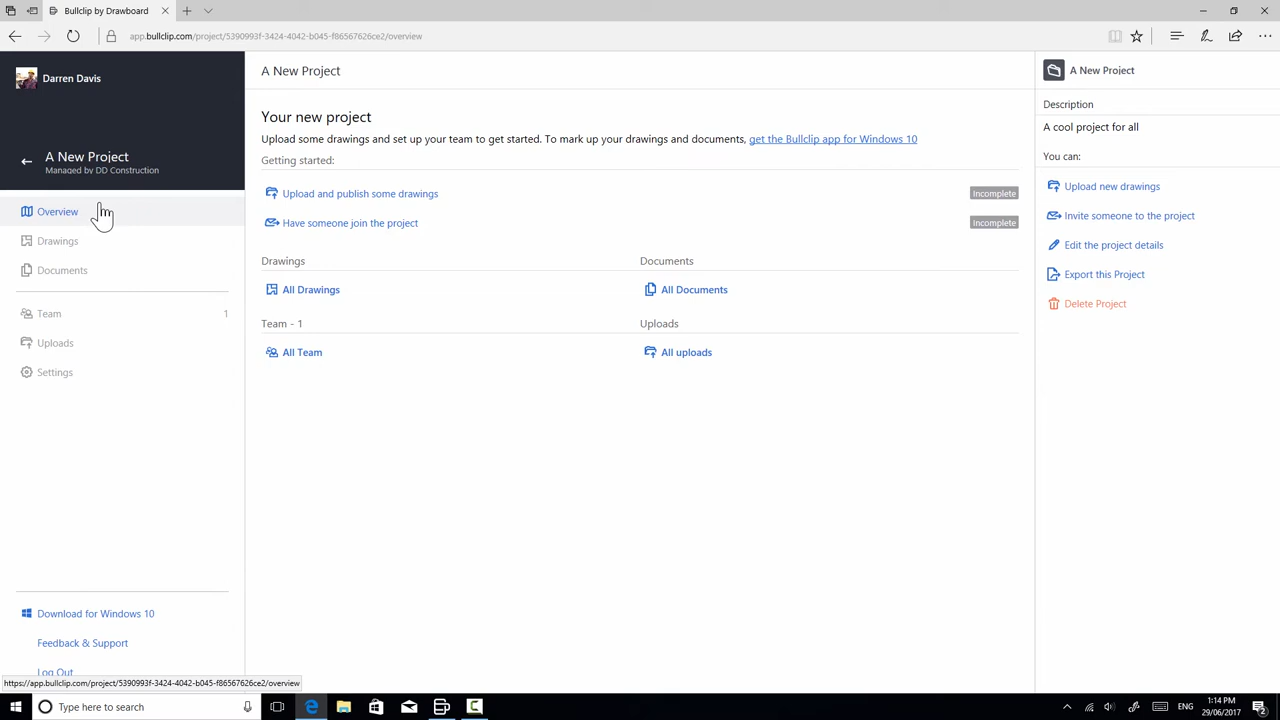 Bullclip by Drawboard
app.bullclip.com/project/5390993f-3424-4042-b045-f86567626ce2/overview
Darren Davis
A New Project
Managed by DD Construction
Overview
Drawings
Documents
Team 1
Uploads
Settings
Download for Windows 10
Feedback & Support
Log Out
https://app.bullclip.com/project/5390993f-3424-4042-b045-f86567626ce2/overview
A New Project
Your new project
Upload some drawings and set up your team to get started. To mark up your drawings and documents, get the Bullclip app for Windows 10
Getting started:
Upload and publish some drawings Incomplete
Have someone join the project Incomplete
Drawings Documents
All Drawings All Documents
Team - 1 Uploads
All Team All uploads
A New Project
Description
A cool project for all
You can:
Upload new drawings
Invite someone to the project
Edit the project details
Export this Project
Delete Project
Type here to search
ENG
1:14 PM
29/06/2017
2